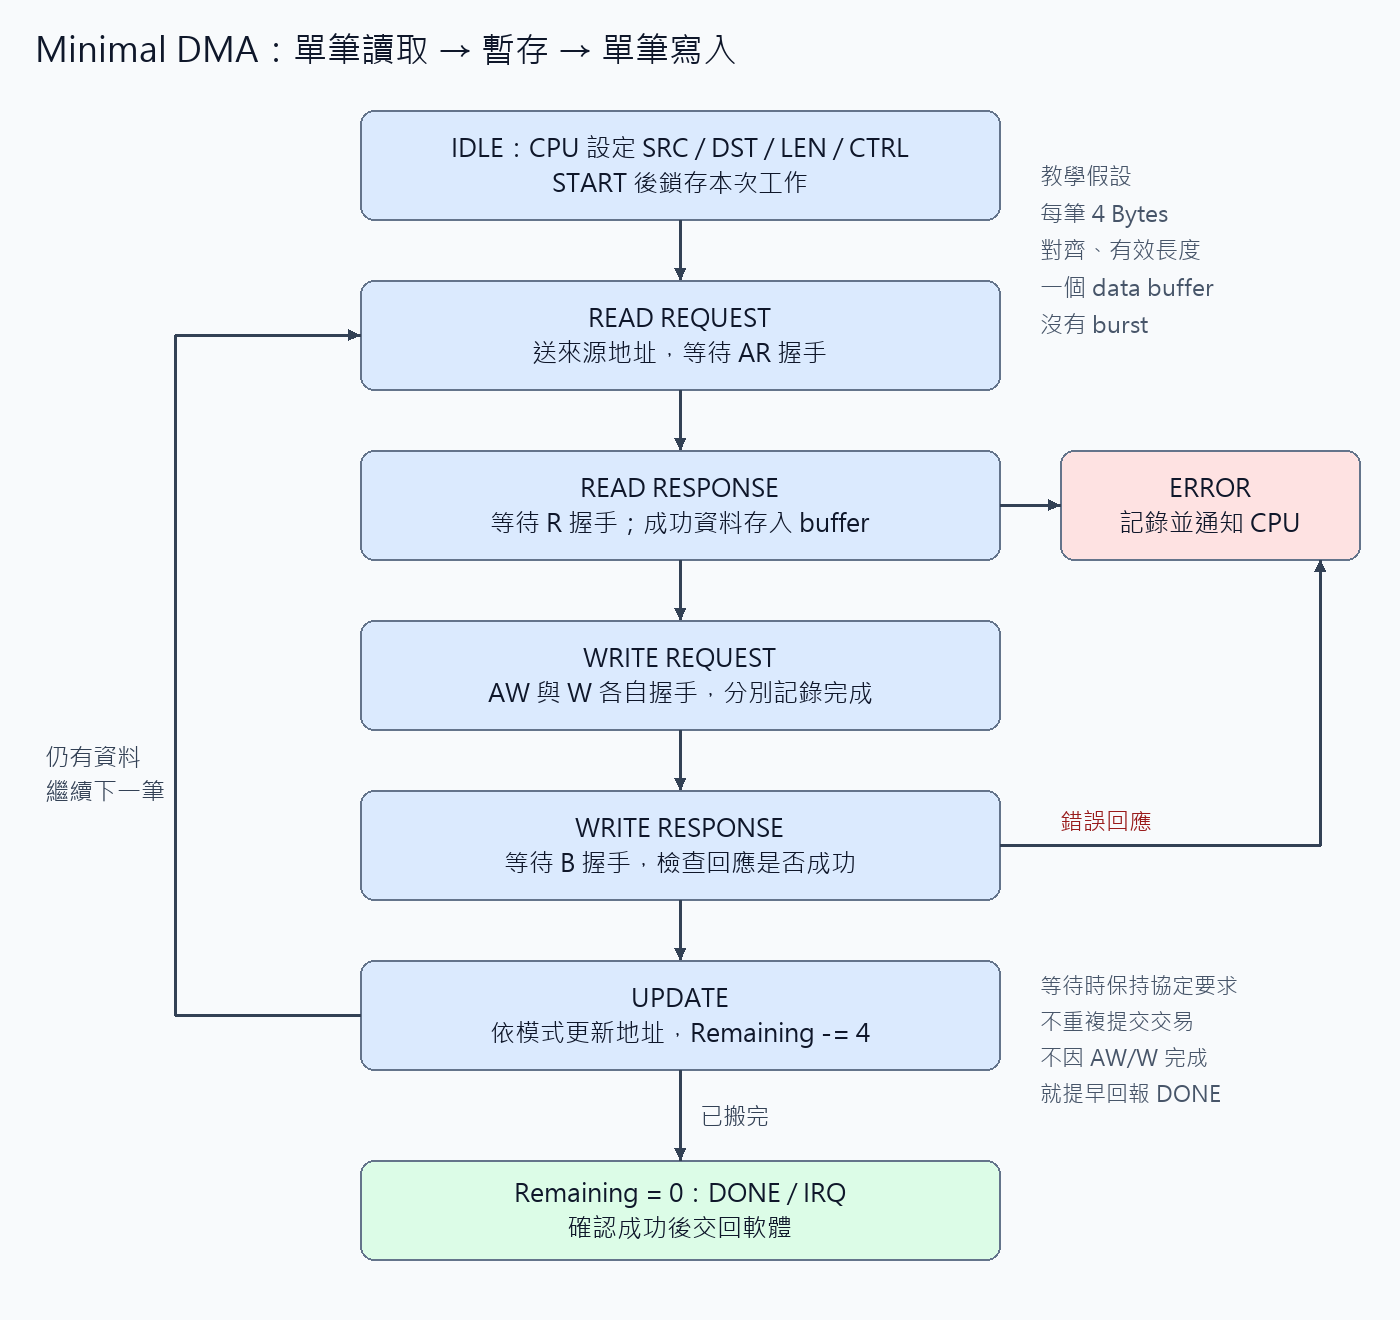 Minimal DMA：單筆讀取 → 暫存 → 單筆寫入
IDLE：CPU 設定 SRC / DST / LEN / CTRL
START 後鎖存本次工作
教學假設
每筆 4 Bytes
對齊、有效長度
一個 data buffer
沒有 burst
READ REQUEST
送來源地址，等待 AR 握手
READ RESPONSE
等待 R 握手；成功資料存入 buffer
ERROR
記錄並通知 CPU
WRITE REQUEST
AW 與 W 各自握手，分別記錄完成
仍有資料
繼續下一筆
WRITE RESPONSE
等待 B 握手，檢查回應是否成功
錯誤回應
UPDATE
依模式更新地址，Remaining -= 4
等待時保持協定要求
不重複提交交易
不因 AW/W 完成
就提早回報 DONE
已搬完
Remaining = 0：DONE / IRQ
確認成功後交回軟體